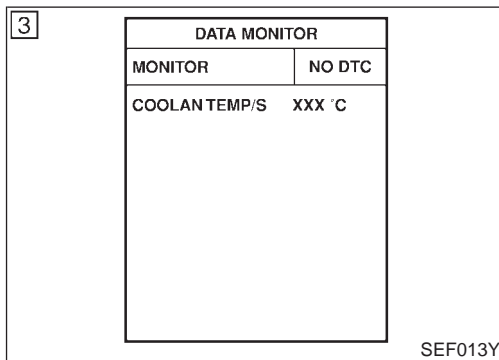 3
DATA MONITOR
MONITOR NO DTC
COOLAN TEMP/S XXX °C
SEF013Y